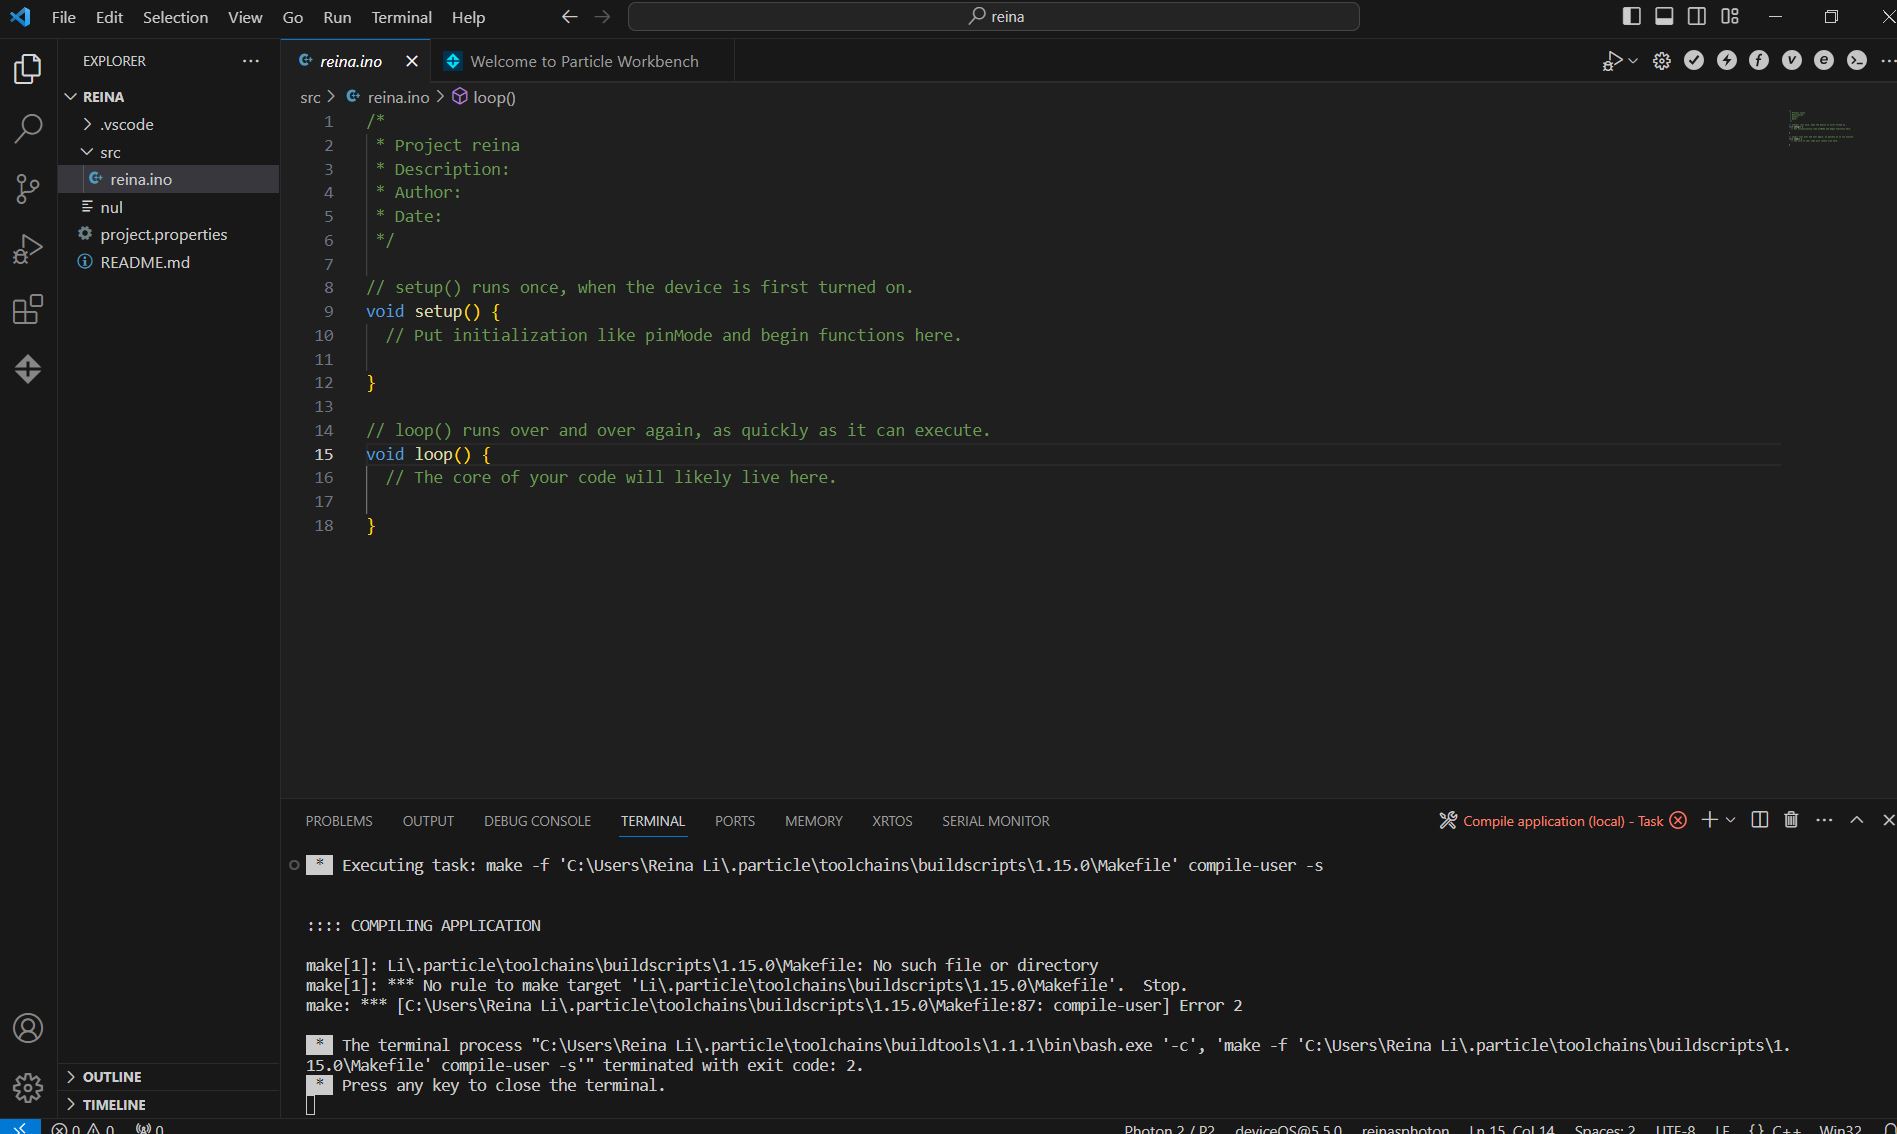 File Edit Selection View Go Run Terminal Help
reina
EXPLORER
REINA
.vscode
src
reina.ino
nul
project.properties
README.md
OUTLINE
TIMELINE
reina.ino
Welcome to Particle Workbench
src > reina.ino > loop()
1 /*
2 * Project reina
3 * Description:
4 * Author:
5 * Date:
6 */
7
8 // setup() runs once, when the device is first turned on.
9 void setup() {
10 // Put initialization like pinMode and begin functions here.
11
12 }
13
14 // loop() runs over and over again, as quickly as it can execute.
15 void loop() {
16 // The core of your code will likely live here.
17
18 }
PROBLEMS OUTPUT DEBUG CONSOLE TERMINAL PORTS MEMORY XRTOS SERIAL MONITOR
Compile application (local) - Task
* Executing task: make -f 'C:\Users\Reina Li\.particle\toolchains\buildscripts\1.15.0\Makefile' compile-user -s
:::: COMPILING APPLICATION
make[1]: Li\.particle\toolchains\buildscripts\1.15.0\Makefile: No such file or directory
make[1]: *** No rule to make target 'Li\.particle\toolchains\buildscripts\1.15.0\Makefile'.  Stop.
make: *** [C:\Users\Reina Li\.particle\toolchains\buildscripts\1.15.0\Makefile:87: compile-user] Error 2
* The terminal process "C:\Users\Reina Li\.particle\toolchains\buildtools\1.1.1\bin\bash.exe '-c', 'make -f 'C:\Users\Reina Li\.particle\toolchains\buildscripts\1.
15.0\Makefile' compile-user -s'" terminated with exit code: 2.
* Press any key to close the terminal.
0 0 0
Photon 2 / P2 deviceOS@5.5.0 reinasphoton Ln 15, Col 14 Spaces: 2 UTF-8 LF {} C++ Win32